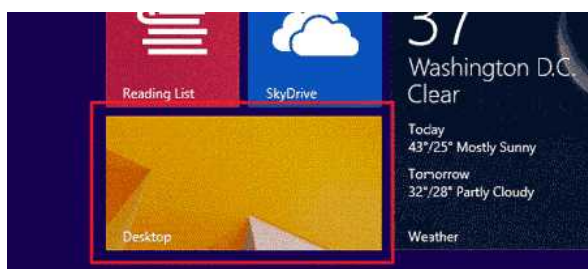 Reading List
SkyDrive
Desktop
37
Washington D.C.
Clear
Today
43°/25° Mostly Sunny
Tomorrow
32°/28° Partly Cloudy
Weather